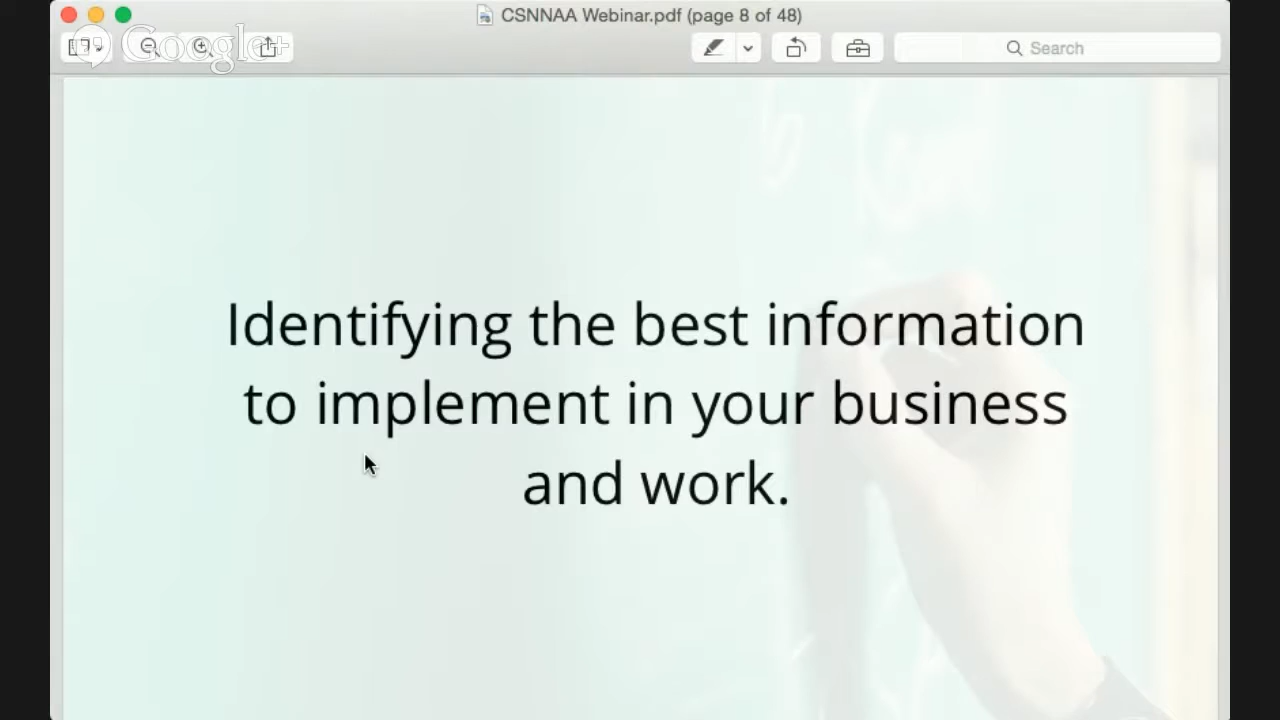 CSNNAA Webinar.pdf (page 8 of 48)
Google+
Search
Identifying the best information
to implement in your business
and work.